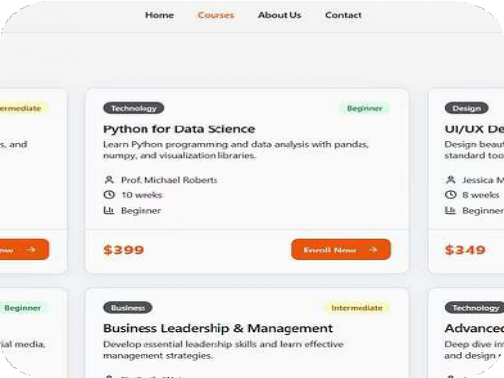 Home Courses About Us Contact
ermediate
s, and
ow →
Technology Beginner
Python for Data Science
Learn Python programming and data analysis with pandas,
numpy, and visualization libraries.
Prof. Michael Roberts
10 weeks
Beginner
$399 Enroll Now →
Design
UI/UX De
Design beaut
standard too
Jessica M
8 weeks
Beginner
$349
Beginner
ial media,
Business Intermediate
Business Leadership & Management
Develop essential leadership skills and learn effective
management strategies.
Technology
Advanced
Deep dive in
and design